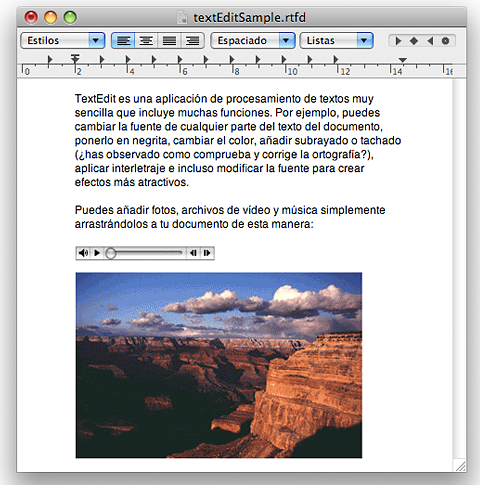 textEditSample.rtfd
Estilos Espaciado Listas
0 2 4 6 8 10 12 14 16
TextEdit es una aplicación de procesamiento de textos muy
sencilla que incluye muchas funciones. Por ejemplo, puedes
cambiar la fuente de cualquier parte del texto del documento,
ponerlo en negrita, cambiar el color, añadir subrayado o tachado
(¿has observado como comprueba y corrige la ortografía?),
aplicar interletraje e incluso modificar la fuente para crear
efectos más atractivos.
Puedes añadir fotos, archivos de vídeo y música simplemente
arrastrándolos a tu documento de esta manera: